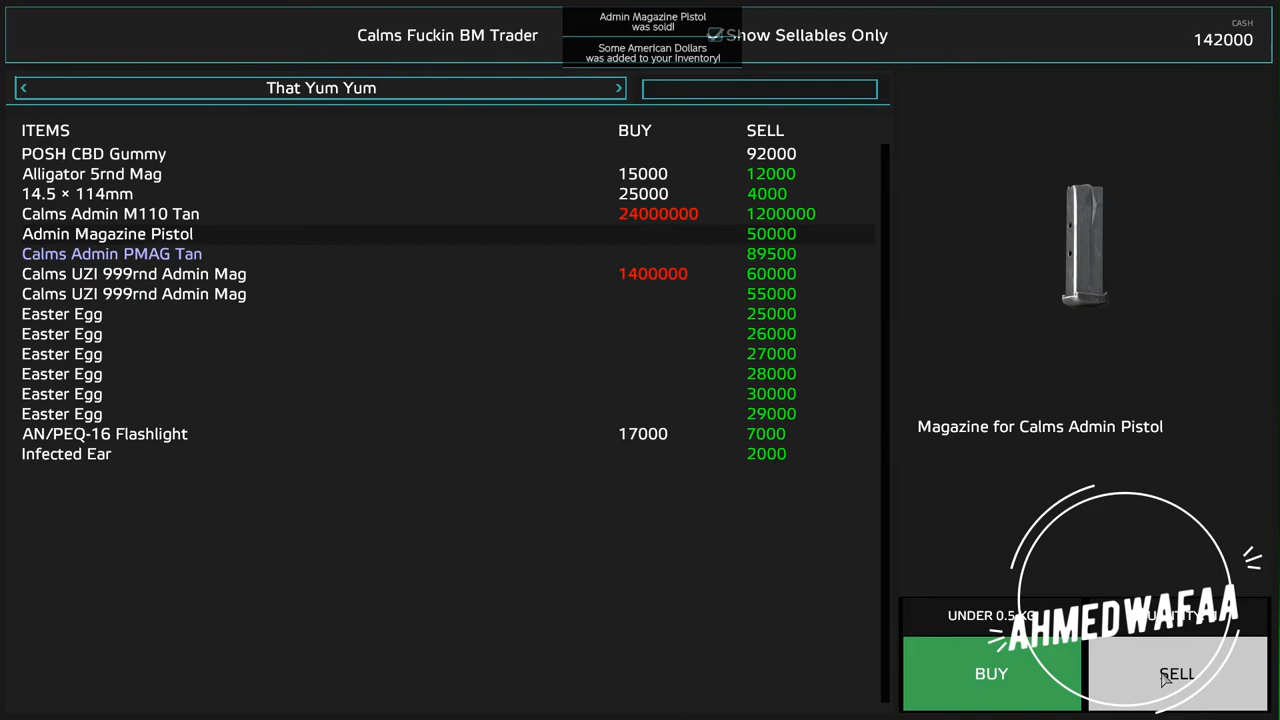 Admin Magazine Pistol
was sold!
Some American Dollars
was added to your Inventory!
Calms Fuckin BM Trader
Show Sellables Only
CASH
142000
< That Yum Yum >
ITEMS BUY SELL
POSH CBD Gummy 92000
Alligator 5rnd Mag 15000 12000
14.5 × 114mm 25000 4000
Calms Admin M110 Tan 24000000 1200000
Admin Magazine Pistol 50000
Calms Admin PMAG Tan 89500
Calms UZI 999rnd Admin Mag 1400000 60000
Calms UZI 999rnd Admin Mag 55000
Easter Egg 25000
Easter Egg 26000
Easter Egg 27000
Easter Egg 28000
Easter Egg 30000
Easter Egg 29000
AN/PEQ-16 Flashlight 17000 7000
Infected Ear 2000
Magazine for Calms Admin Pistol
UNDER 0.5 KG
AHMEDWAFAA
BUY SELL